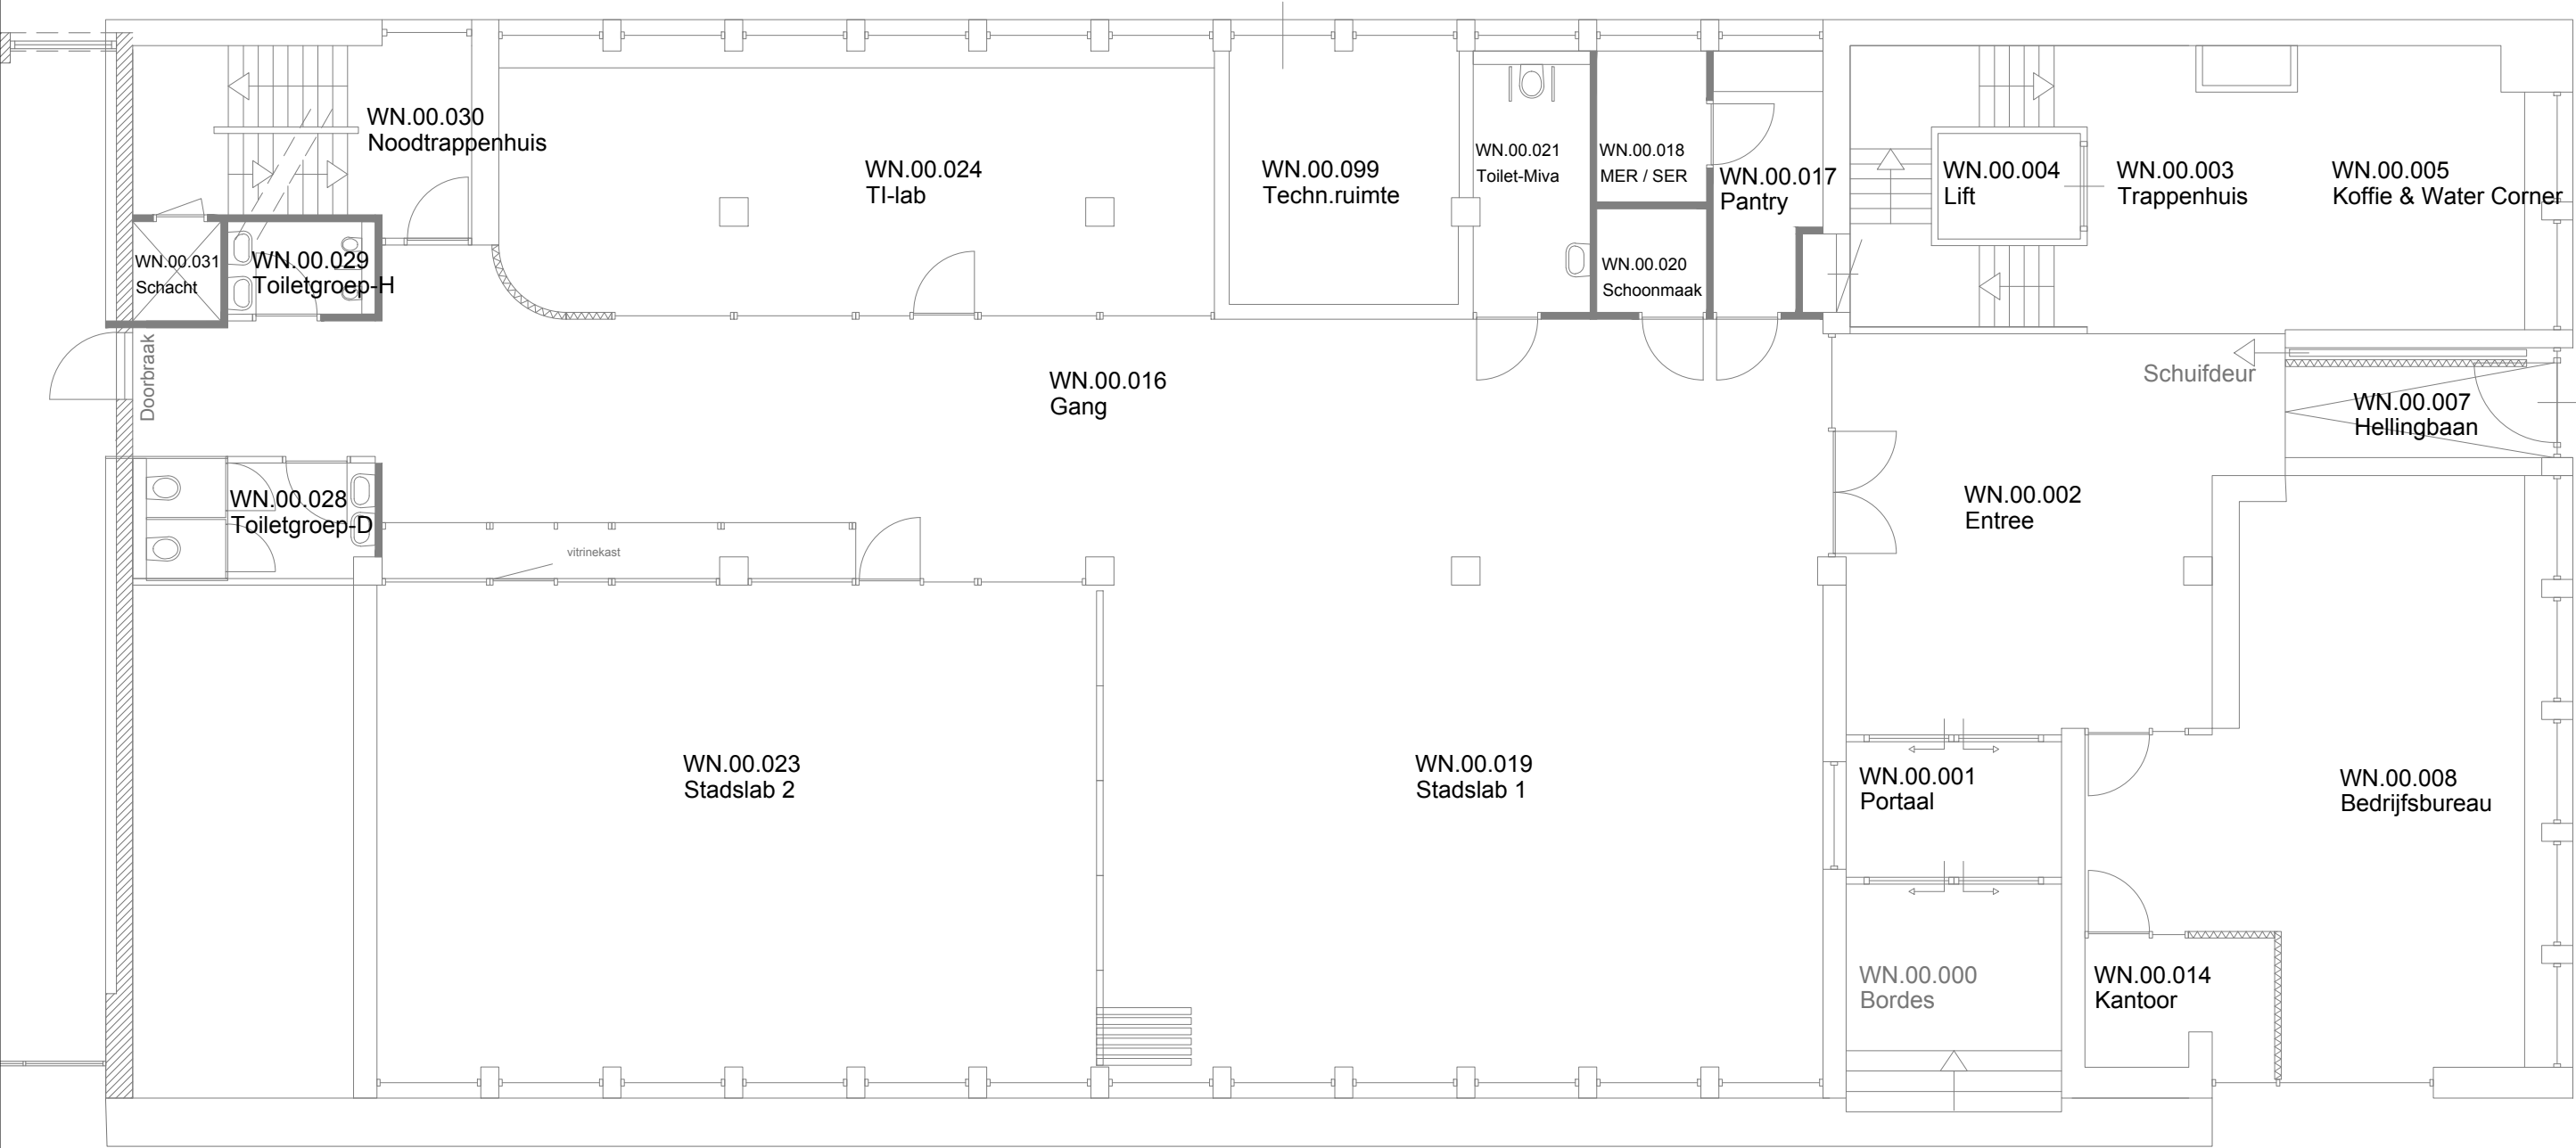 WN.00.030
Noodtrappenhuis
WN.00.024
TI-lab
WN.00.099
Techn.ruimte
WN.00.021
Toilet-Miva
WN.00.018
MER / SER
WN.00.017
Pantry
WN.00.004
Lift
WN.00.003
Trappenhuis
WN.00.005
Koffie & Water Corner
WN.00.031
Schacht
WN.00.029
Toiletgroep-H
WN.00.020
Schoonmaak
Doorbraak
WN.00.016
Gang
Schuifdeur
WN.00.007
Hellingbaan
WN.00.028
Toiletgroep-D
vitrinekast
WN.00.002
Entree
WN.00.023
Stadslab 2
WN.00.019
Stadslab 1
WN.00.001
Portaal
WN.00.008
Bedrijfsbureau
WN.00.000
Bordes
WN.00.014
Kantoor